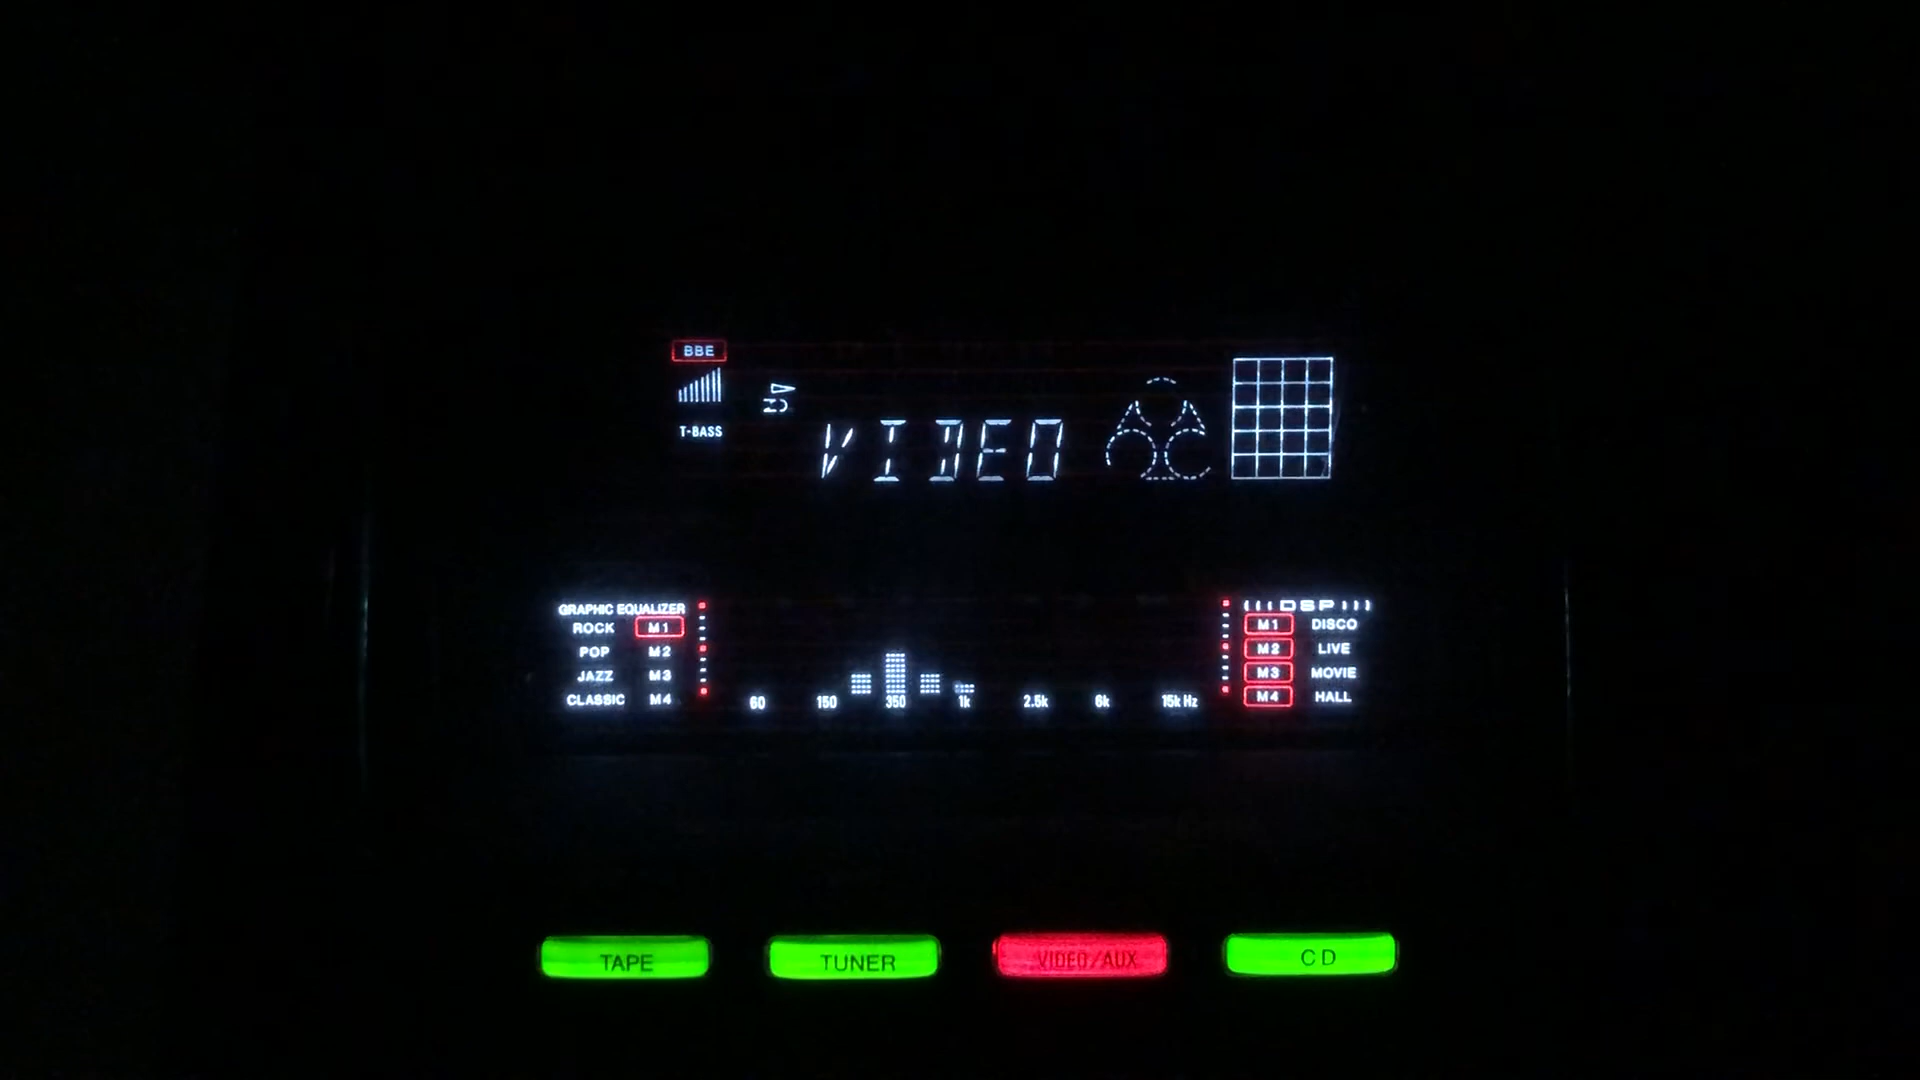 BBE
T-BASS
VIDEO
GRAPHIC EQUALIZER
ROCK M1
POP M2
JAZZ M3
CLASSIC M4
60 150 350 1k 2.5k 6k 15k Hz
DSP
M1 DISCO
M2 LIVE
M3 MOVIE
M4 HALL
TAPE TUNER VIDEO/AUX CD